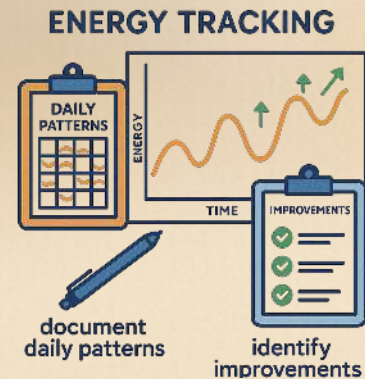 ENERGY TRACKING
DAILY
PATTERNS
ENERGY
TIME
IMPROVEMENTS
document
daily patterns
identify
improvements